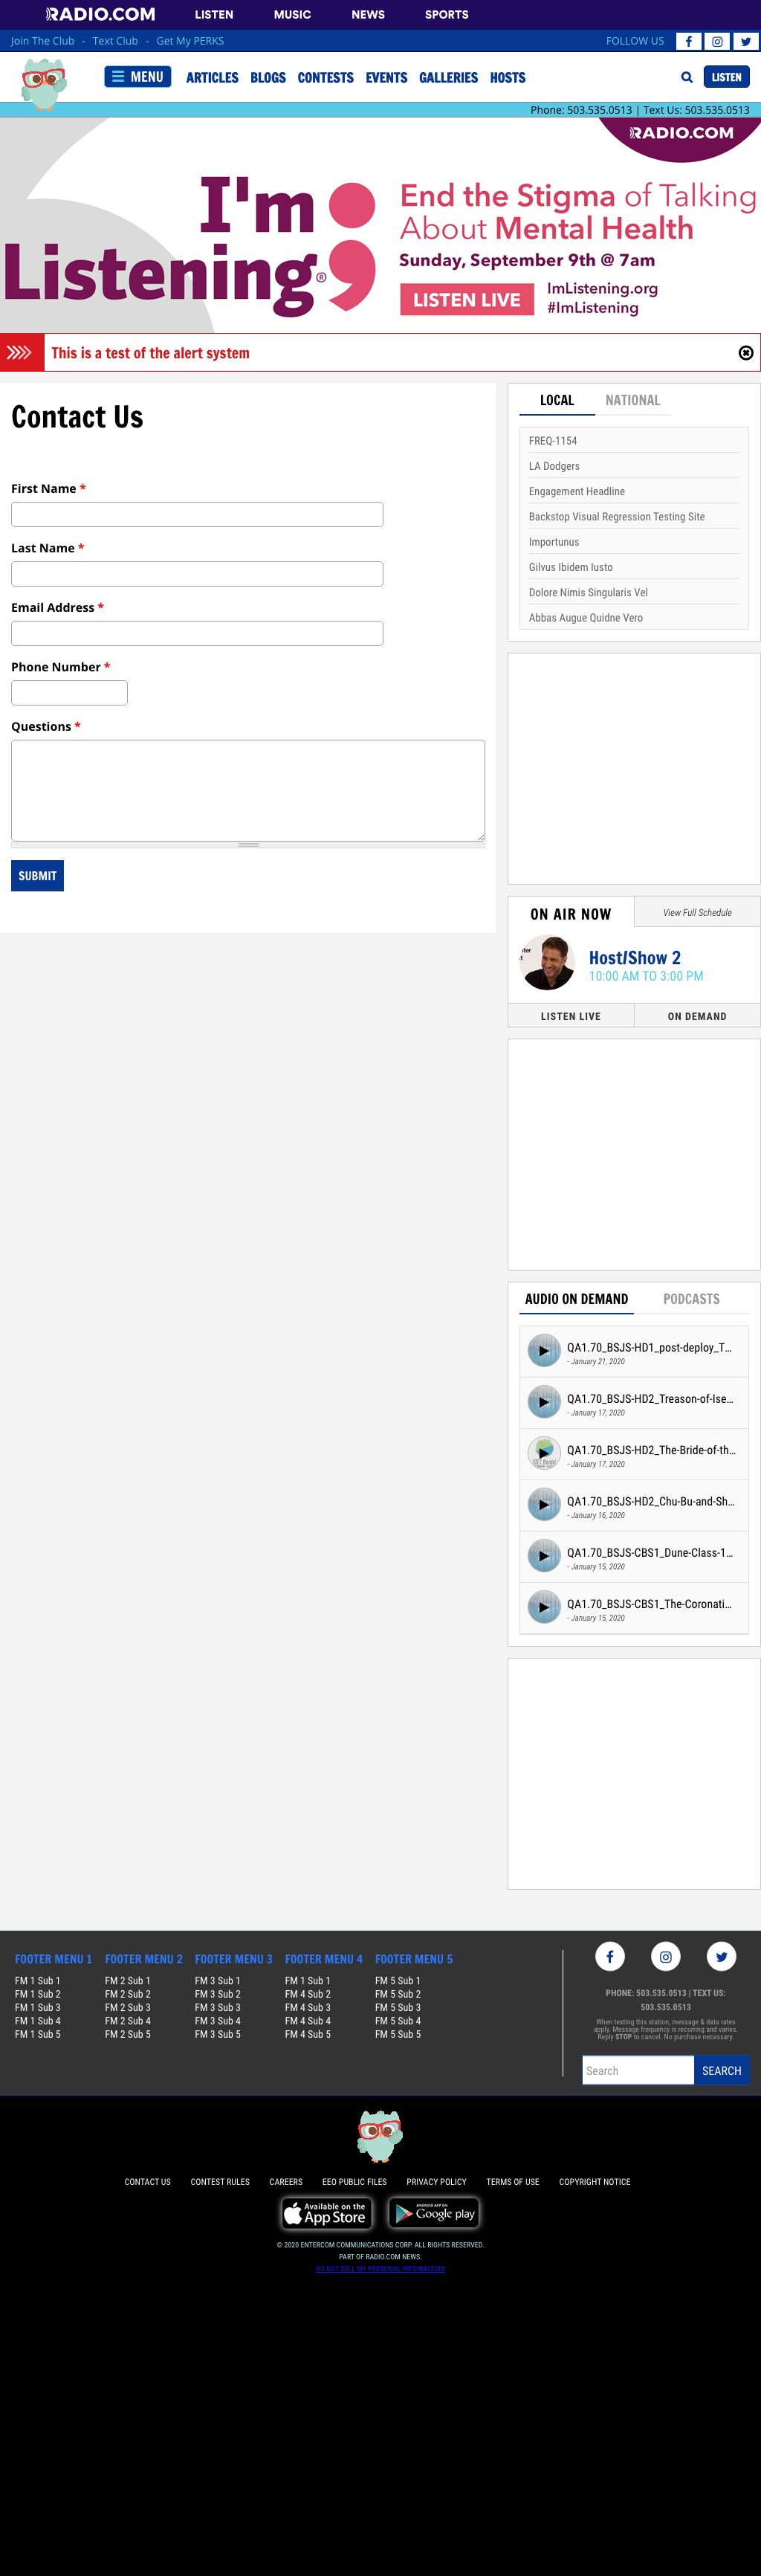 RADIO.COM LISTEN MUSIC NEWS SPORTS
Join The Club - Text Club - Get My PERKS FOLLOW US
MENU ARTICLES BLOGS CONTESTS EVENTS GALLERIES HOSTS LISTEN
Phone: 503.535.0513 | Text Us: 503.535.0513
RADIO.COM
I'm
Listening®
End the Stigma of Talking
About Mental Health
Sunday, September 9th @ 7am
LISTEN LIVE
ImListening.org
#ImListening
This is a test of the alert system
Contact Us
First Name *
Last Name *
Email Address *
Phone Number *
Questions *
SUBMIT
LOCAL NATIONAL
FREQ-1154
LA Dodgers
Engagement Headline
Backstop Visual Regression Testing Site
Importunus
Gilvus Ibidem Iusto
Dolore Nimis Singularis Vel
Abbas Augue Quidne Vero
ON AIR NOW View Full Schedule
Host/Show 2
10:00 AM TO 3:00 PM
LISTEN LIVE ON DEMAND
AUDIO ON DEMAND PODCASTS
QA1.70_BSJS-HD1_post-deploy_T...
- January 21, 2020
QA1.70_BSJS-HD2_Treason-of-Ise...
- January 17, 2020
QA1.70_BSJS-HD2_The-Bride-of-th...
- January 17, 2020
QA1.70_BSJS-HD2_Chu-Bu-and-Sh...
- January 16, 2020
QA1.70_BSJS-CBS1_Dune-Class-1...
- January 15, 2020
QA1.70_BSJS-CBS1_The-Coronati...
- January 15, 2020
FOOTER MENU 1 FOOTER MENU 2 FOOTER MENU 3 FOOTER MENU 4 FOOTER MENU 5
FM 1 Sub 1 FM 2 Sub 1 FM 3 Sub 1 FM 1 Sub 1 FM 5 Sub 1
FM 1 Sub 2 FM 2 Sub 2 FM 3 Sub 2 FM 4 Sub 2 FM 5 Sub 2
FM 1 Sub 3 FM 2 Sub 3 FM 3 Sub 3 FM 4 Sub 3 FM 5 Sub 3
FM 1 Sub 4 FM 2 Sub 4 FM 3 Sub 4 FM 4 Sub 4 FM 5 Sub 4
FM 1 Sub 5 FM 2 Sub 5 FM 3 Sub 5 FM 4 Sub 5 FM 5 Sub 5
PHONE: 503.535.0513 | TEXT US:
503.535.0513
When texting this station, message & data rates
apply. Message frequency is recurring and varies.
Reply STOP to cancel. No purchase necessary.
Search SEARCH
CONTACT US CONTEST RULES CAREERS EEO PUBLIC FILES PRIVACY POLICY TERMS OF USE COPYRIGHT NOTICE
Available on the
App Store
ANDROID APP ON
Google play
© 2020 ENTERCOM COMMUNICATIONS CORP. ALL RIGHTS RESERVED.
PART OF RADIO.COM NEWS.
DO NOT SELL MY PERSONAL INFORMATION